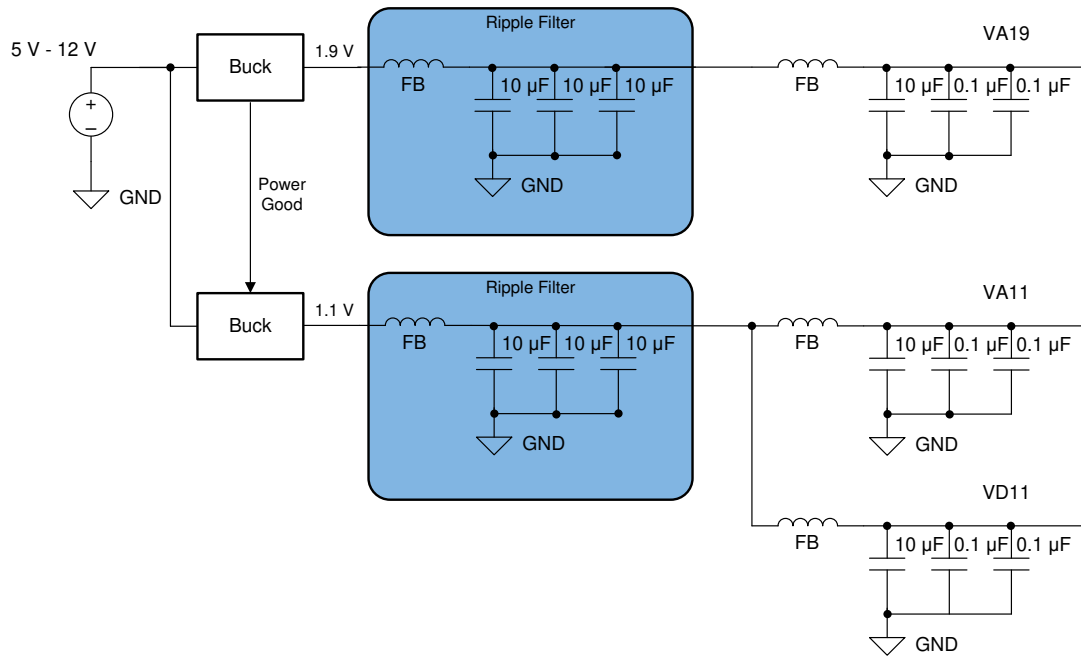 Ripple Filter
5 V - 12 V
Buck
1.9 V
FB
10 µF
10 µF
10 µF
GND
VA19
FB
10 µF
0.1 µF
0.1 µF
GND
+
−
GND
Power
Good
Ripple Filter
Buck
1.1 V
FB
10 µF
10 µF
10 µF
GND
VA11
FB
10 µF
0.1 µF
0.1 µF
GND
VD11
FB
10 µF
0.1 µF
0.1 µF
GND